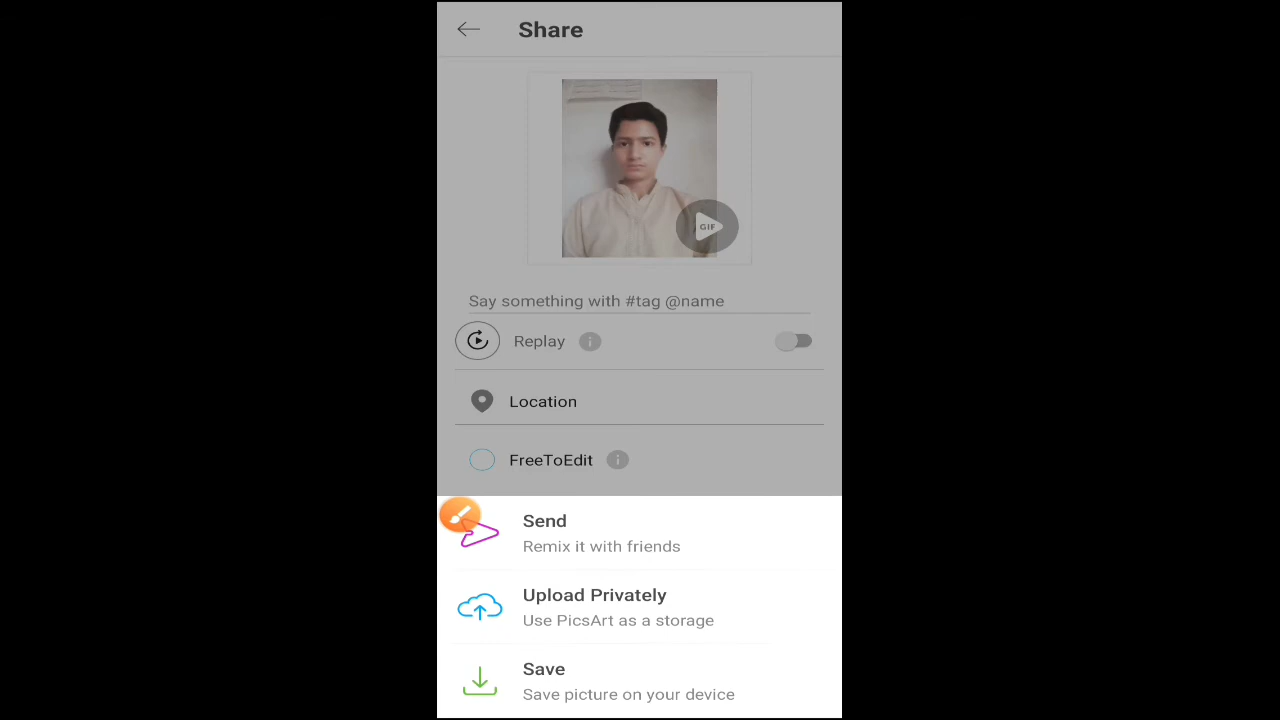 Share
GIF
Say something with #tag @name
Replay
Location
FreeToEdit
Send
Remix it with friends
Upload Privately
Use PicsArt as a storage
Save
Save picture on your device